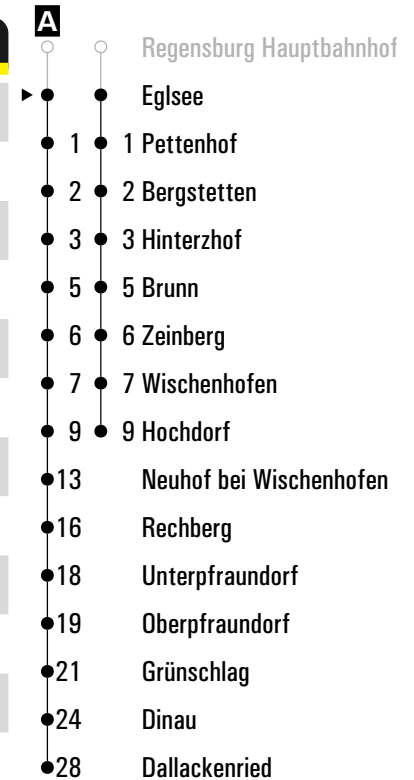 A
Regensburg Hauptbahnhof
Eglsee
1 1 Pettenhof
2 2 Bergstetten
3 3 Hinterzhof
5 5 Brunn
6 6 Zeinberg
7 7 Wischenhofen
9 9 Hochdorf
13 Neuhof bei Wischenhofen
16 Rechberg
18 Unterpfraundorf
19 Oberpfraundorf
21 Grünschlag
24 Dinau
28 Dallackenried